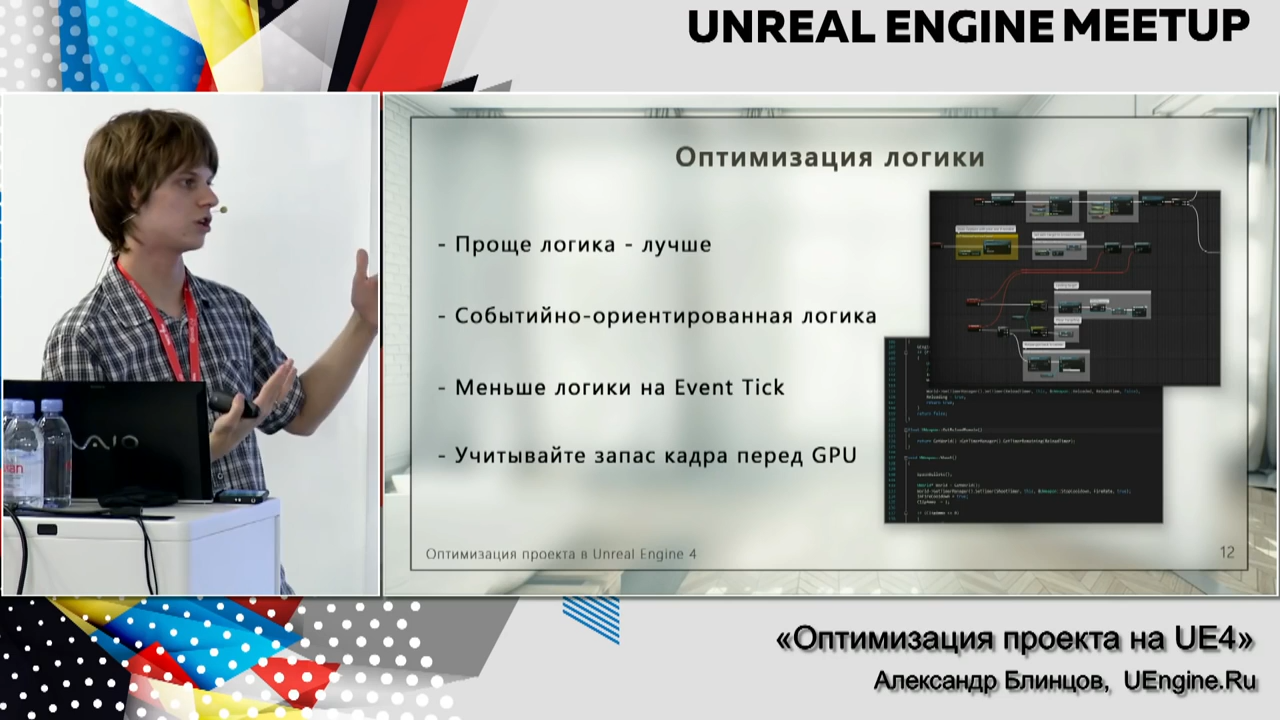 UNREAL ENGINE MEETUP
Оптимизация логики
- Проще логика - лучше
- Событийно-ориентированная логика
- Меньше логики на Event Tick
- Учитывайте запас кадра перед GPU
Оптимизация проекта в Unreal Engine 4
12
VAIO
«Оптимизация проекта на UE4»
Александр Блинцов, UEngine.Ru